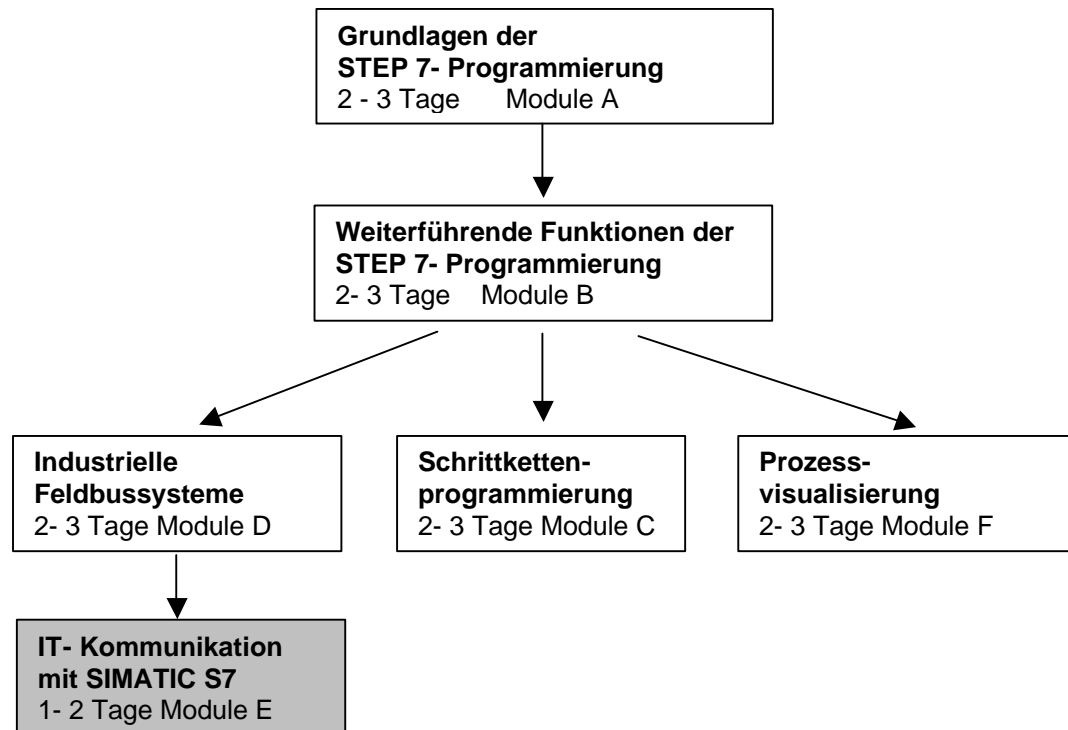 Grundlagen der
STEP 7- Programmierung
2 - 3 Tage Module A
Weiterführende Funktionen der
STEP 7- Programmierung
2- 3 Tage Module B
Industrielle
Feldbussysteme
2- 3 Tage Module D
Schrittketten-
programmierung
2- 3 Tage Module C
Prozess-
visualisierung
2- 3 Tage Module F
IT- Kommunikation
mit SIMATIC S7
1- 2 Tage Module E